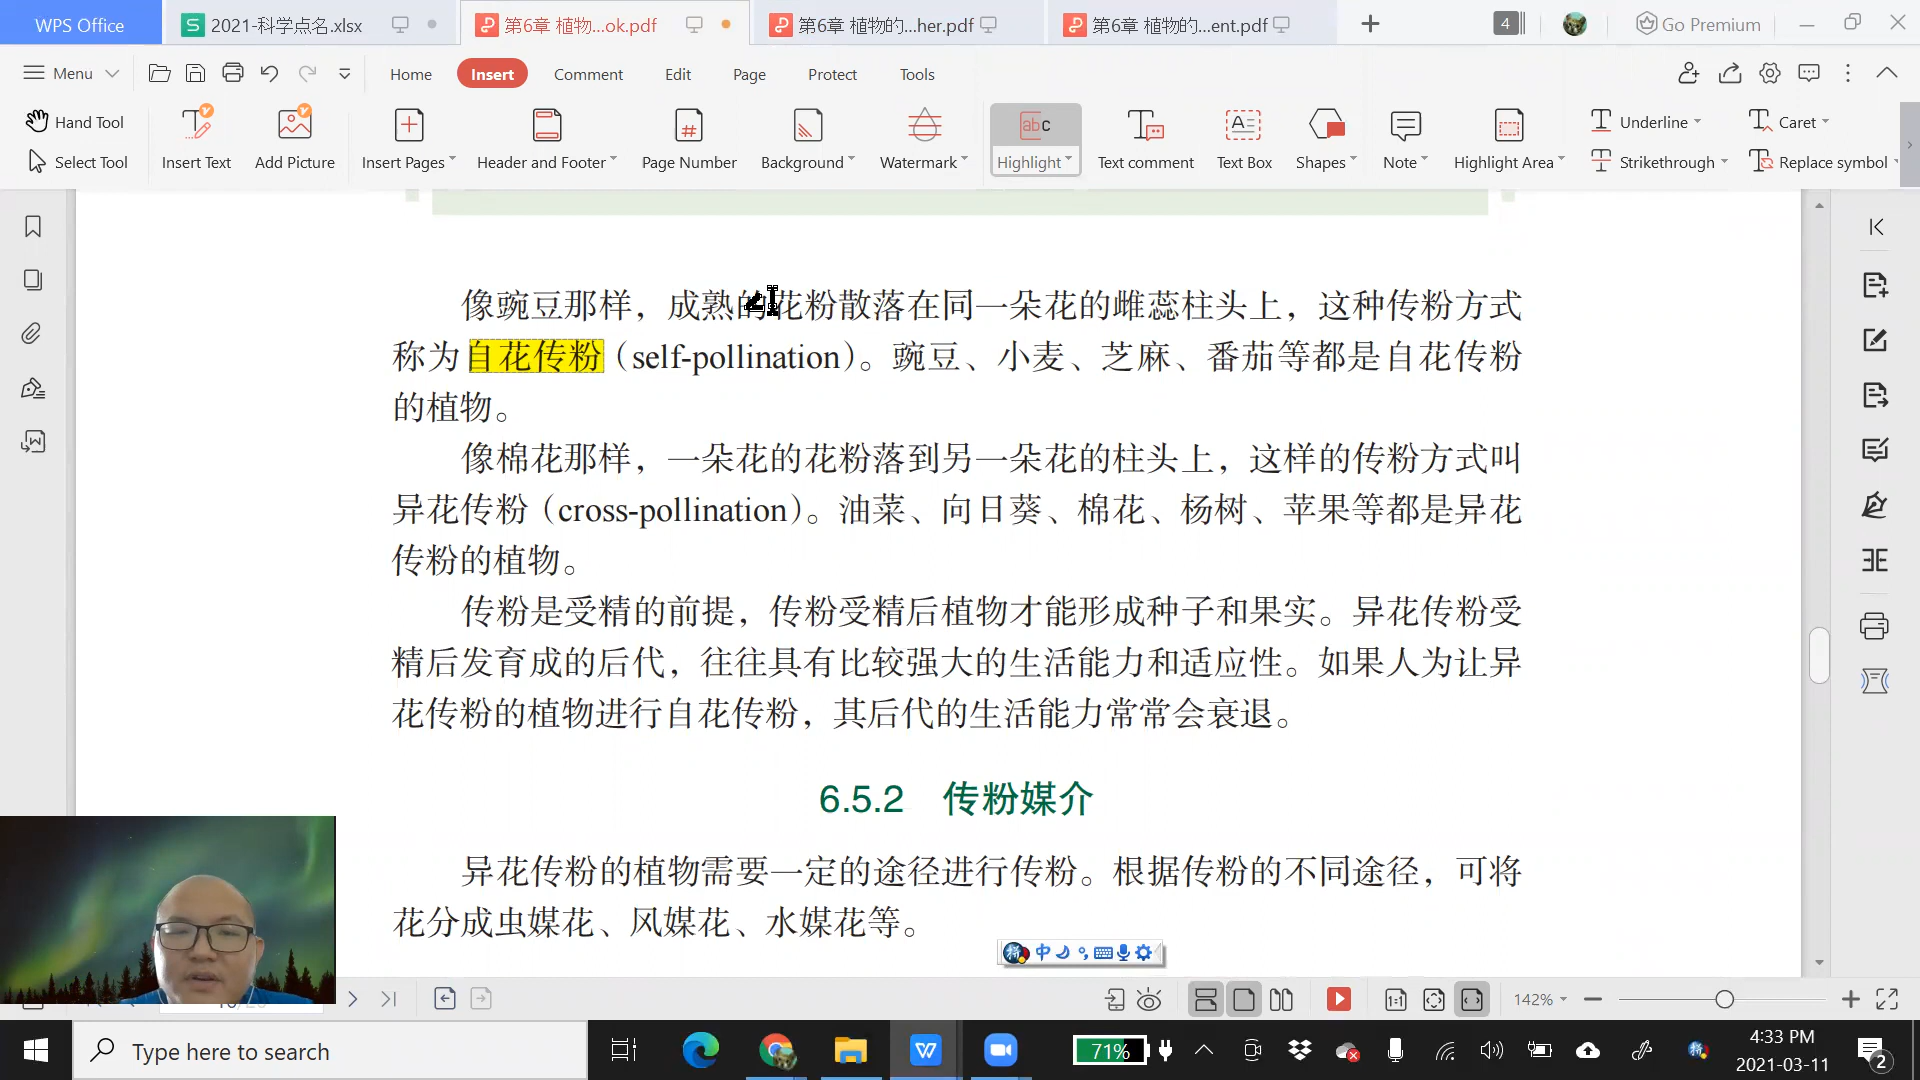 WPS Office
2021-科学点名.xlsx
第6章 植物...ok.pdf
第6章 植物的...her.pdf
第6章 植物的...ent.pdf
4
Go Premium
Menu
Home
Insert
Comment
Edit
Page
Protect
Tools
Hand Tool
Select Tool
Insert Text
Add Picture
Insert Pages
Header and Footer
Page Number
Background
Watermark
Highlight
Text comment
Text Box
Shapes
Note
Highlight Area
Underline
Caret
Strikethrough
Replace symbol
像豌豆那样，成熟的花粉散落在同一朵花的雌蕊柱头上，这种传粉方式
称为自花传粉（self-pollination）。豌豆、小麦、芝麻、番茄等都是自花传粉
的植物。
像棉花那样，一朵花的花粉落到另一朵花的柱头上，这样的传粉方式叫
异花传粉（cross-pollination）。油菜、向日葵、棉花、杨树、苹果等都是异花
传粉的植物。
传粉是受精的前提，传粉受精后植物才能形成种子和果实。异花传粉受
精后发育成的后代，往往具有比较强大的生活能力和适应性。如果人为让异
花传粉的植物进行自花传粉，其后代的生活能力常常会衰退。
6.5.2 传粉媒介
异花传粉的植物需要一定的途径进行传粉。根据传粉的不同途径，可将
花分成虫媒花、风媒花、水媒花等。
中
142%
Type here to search
71%
4:33 PM
2021-03-11
2